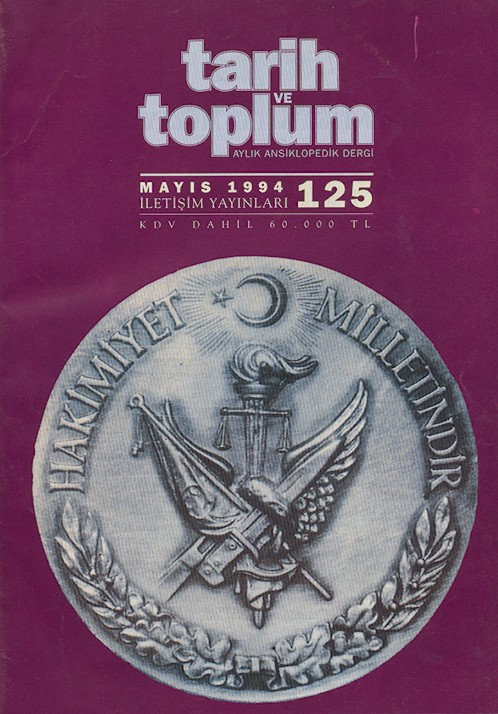 tarih
VE
toplum
AYLIK ANSİKLOPEDİK DERGİ
MAYIS 1994
İLETİŞİM YAYINLARI 125
KDV DAHİL 60.000 TL
HAKİMİYET MİLLETİNDİR